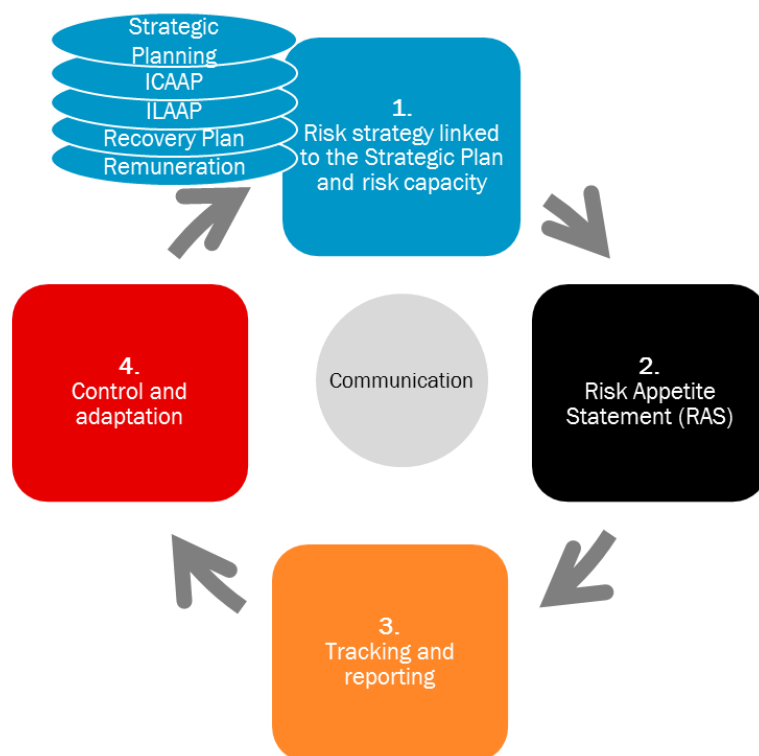 Strategic
Planning
ICAAP
ILAAP
Recovery Plan
Remuneration
1.
Risk strategy linked
to the Strategic Plan
and risk capacity
4.
Control and
adaptation
Communication
2.
Risk Appetite
Statement (RAS)
3.
Tracking and
reporting